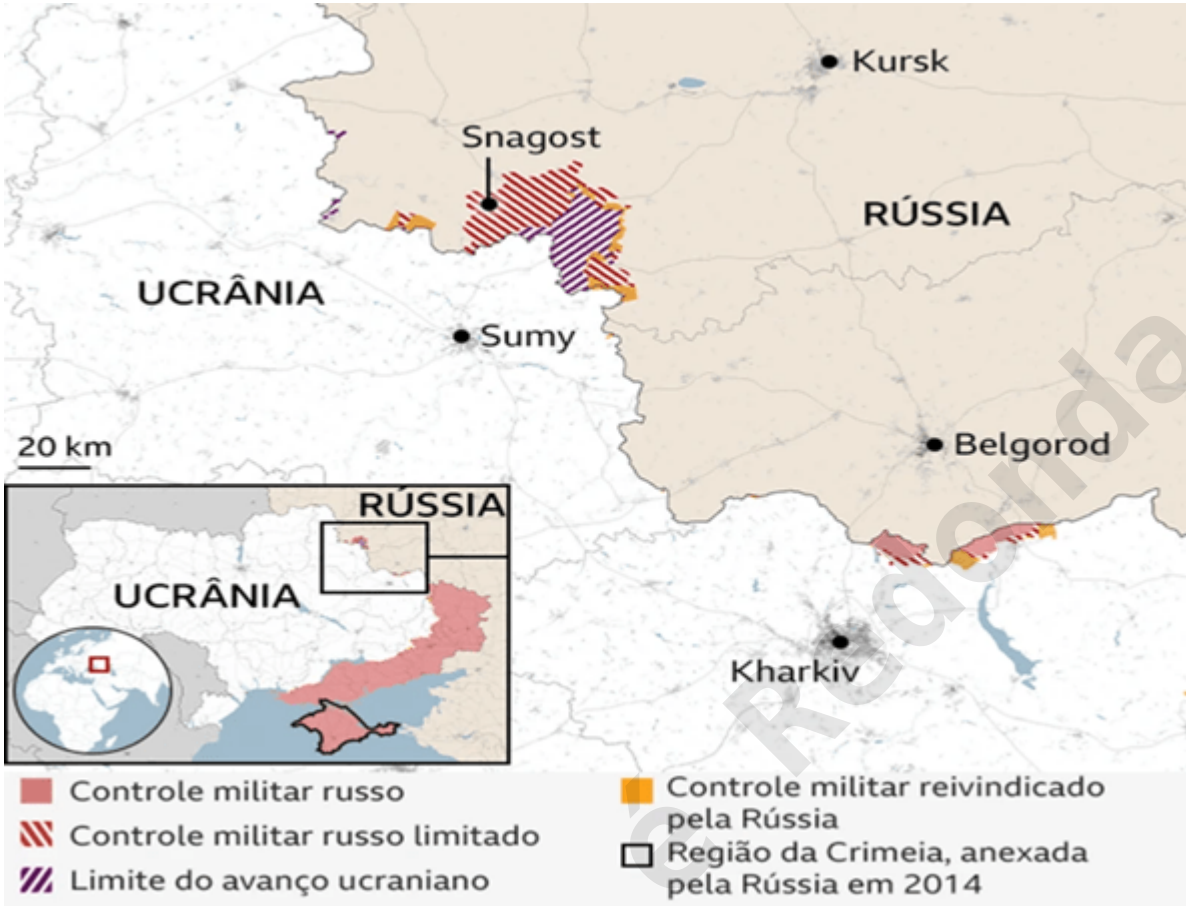 Kursk
Snagost
RÚSSIA
UCRÂNIA
Sumy
20 km
Belgorod
RÚSSIA
UCRÂNIA
Kharkiv
Controle militar russo
Controle militar russo limitado
Limite do avanço ucraniano
Controle militar reivindicado
pela Rússia
Região da Crimeia, anexada
pela Rússia em 2014
é Redonda